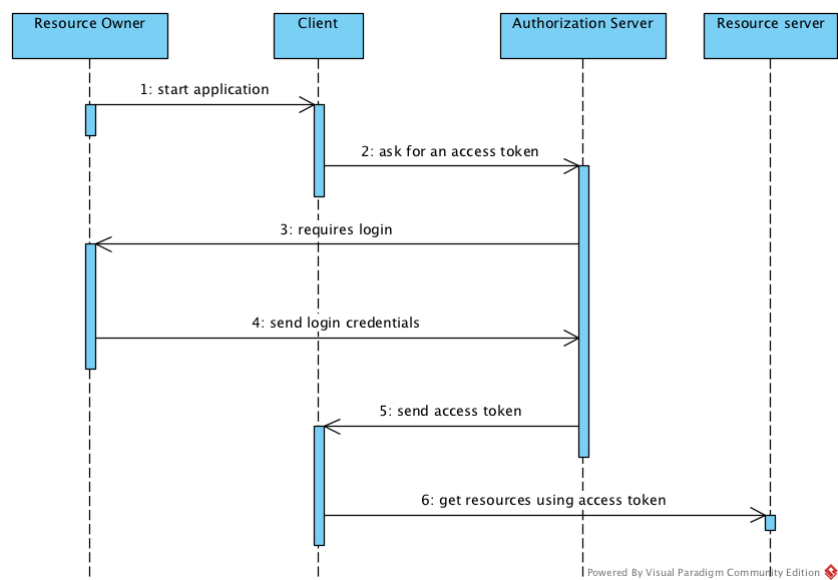 Resource Owner
Client
Authorization Server
Resource server
1: start application
2: ask for an access token
3: requires login
4: send login credentials
5: send access token
6: get resources using access token
Powered By Visual Paradigm Community Edition